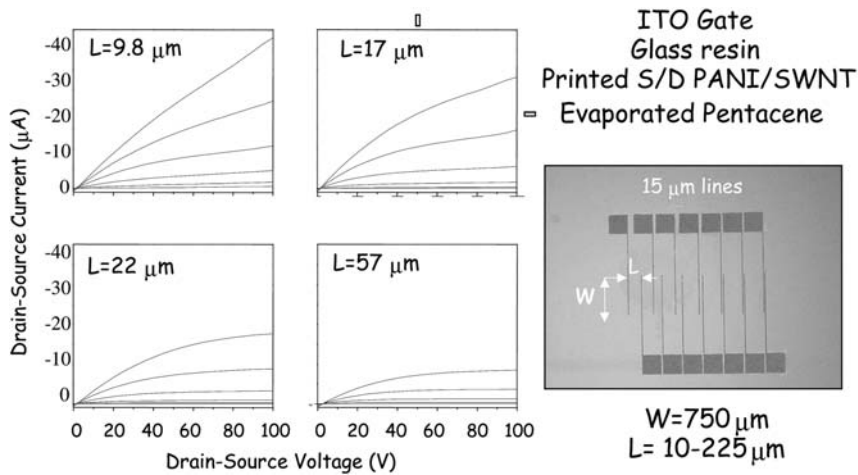 ITO Gate
Glass resin
Printed S/D PANI/SWNT
Evaporated Pentacene
Drain-Source Current (µA)
-40
-30
-20
-10
0
L=9.8 µm
L=17 µm
-40
-30
-20
-10
0
L=22 µm
L=57 µm
0 20 40 60 80 100
0 20 40 60 80 100
Drain-Source Voltage (V)
15 µm lines
L
W
W=750 µm
L= 10-225 µm